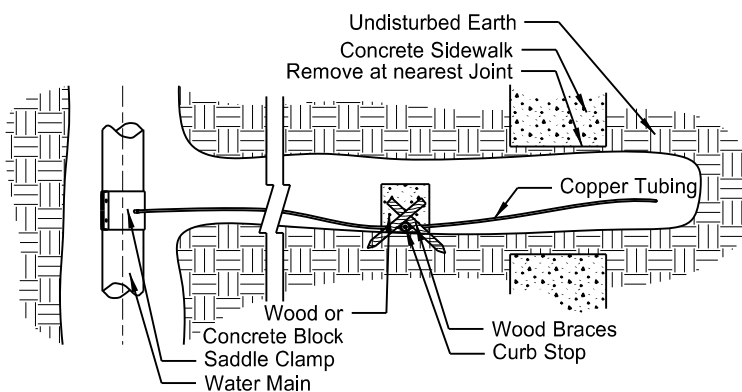 Undisturbed Earth
Concrete Sidewalk
Remove at nearest Joint
Copper Tubing
Wood or
Concrete Block
Saddle Clamp
Water Main
Wood Braces
Curb Stop